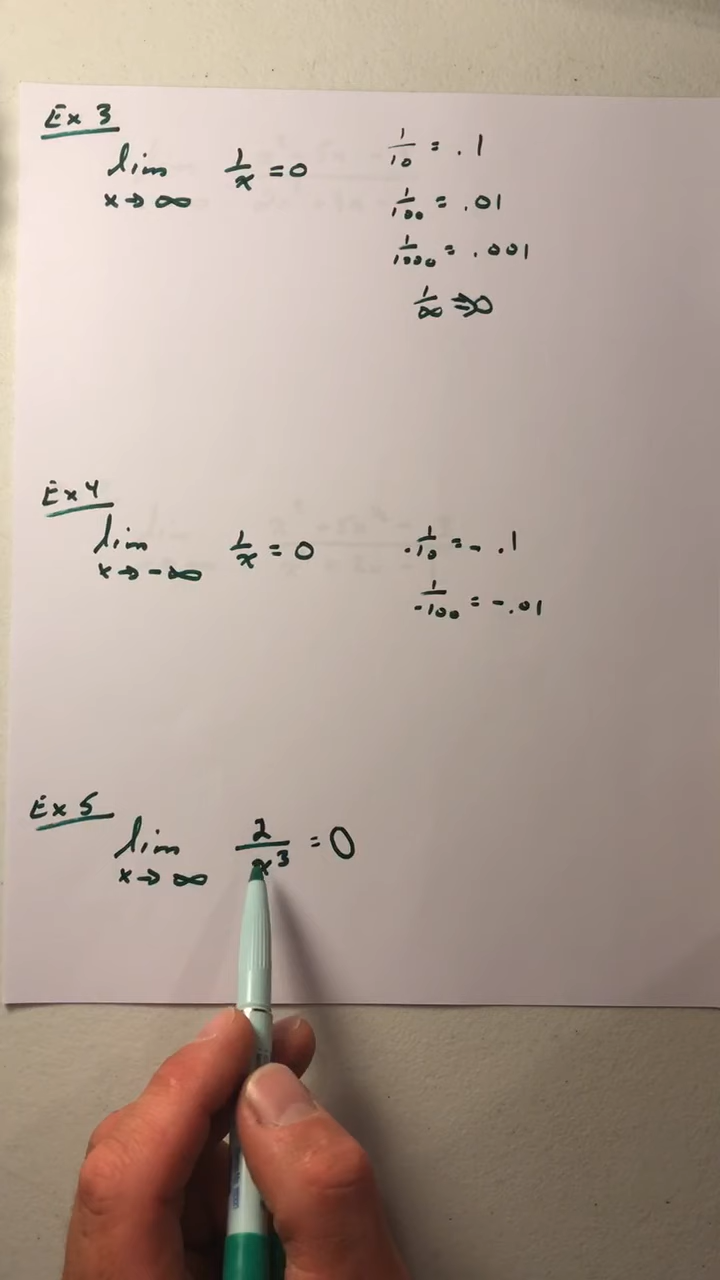 Ex 3
lim x→∞ 1/x = 0
1/10 = .1
1/100 = .01
1/1000 = .001
1/∞ ⇒ 0
Ex 4
lim x→-∞ 1/x = 0
-1/10 = - .1
1/-100 = -.01
Ex 5
lim x→∞ 2/x³ = 0